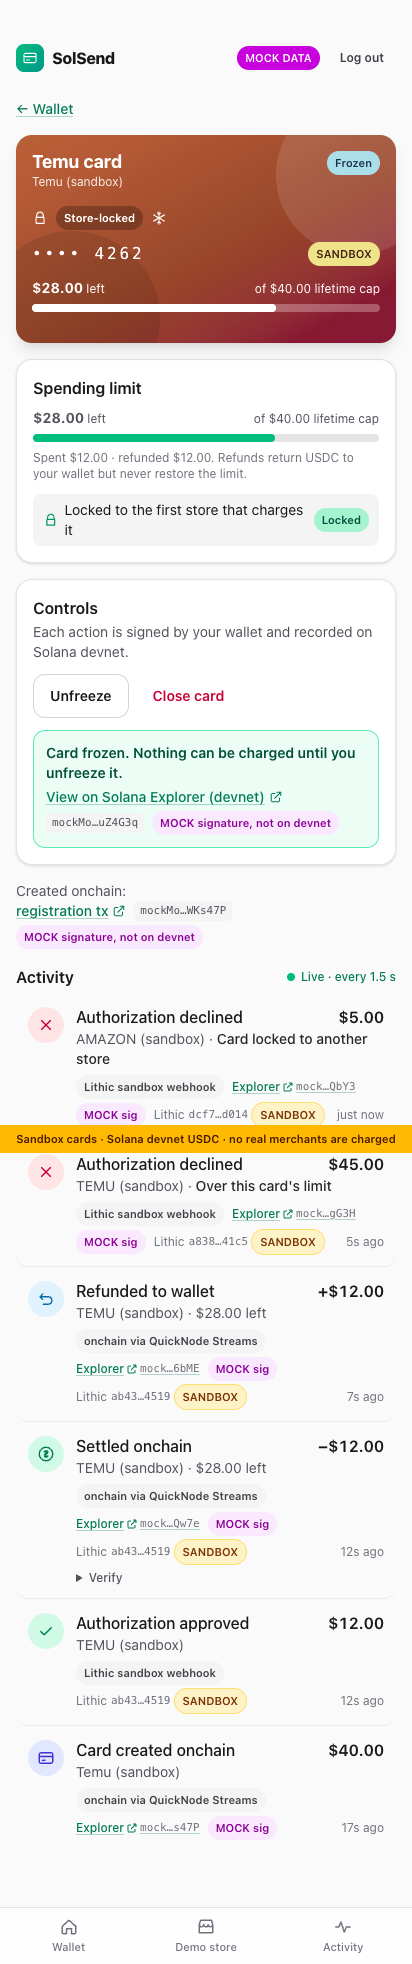 SolSend MOCK DATA Log out
← Wallet
Temu card Frozen
Temu (sandbox)
Store-locked
•••• 4262 SANDBOX
$28.00 left of $40.00 lifetime cap
Spending limit
$28.00 left of $40.00 lifetime cap
Spent $12.00 · refunded $12.00. Refunds return USDC to
your wallet but never restore the limit.
Locked to the first store that charges
it
Locked
Controls
Each action is signed by your wallet and recorded on
Solana devnet.
Unfreeze Close card
Card frozen. Nothing can be charged until you
unfreeze it.
View on Solana Explorer (devnet)
mockMo…uZ4G3q MOCK signature, not on devnet
Created onchain:
registration tx mockMo…WKs47P
MOCK signature, not on devnet
Activity Live · every 1.5 s
Authorization declined $5.00
AMAZON (sandbox) · Card locked to another
store
Lithic sandbox webhook Explorer mock…QbY3
MOCK sig Lithic dcf7…d014 SANDBOX just now
Sandbox cards · Solana devnet USDC · no real merchants are charged
Authorization declined $45.00
TEMU (sandbox) · Over this card's limit
Lithic sandbox webhook Explorer mock…gG3H
MOCK sig Lithic a838…41c5 SANDBOX 5s ago
Refunded to wallet +$12.00
TEMU (sandbox) · $28.00 left
onchain via QuickNode Streams
Explorer mock…6bME MOCK sig
Lithic ab43…4519 SANDBOX 7s ago
Settled onchain −$12.00
TEMU (sandbox) · $28.00 left
onchain via QuickNode Streams
Explorer mock…Qw7e MOCK sig
Lithic ab43…4519 SANDBOX 12s ago
▶ Verify
Authorization approved $12.00
TEMU (sandbox)
Lithic sandbox webhook
Lithic ab43…4519 SANDBOX 12s ago
Card created onchain $40.00
Temu (sandbox)
onchain via QuickNode Streams
Explorer mock…s47P MOCK sig 17s ago
Wallet Demo store Activity